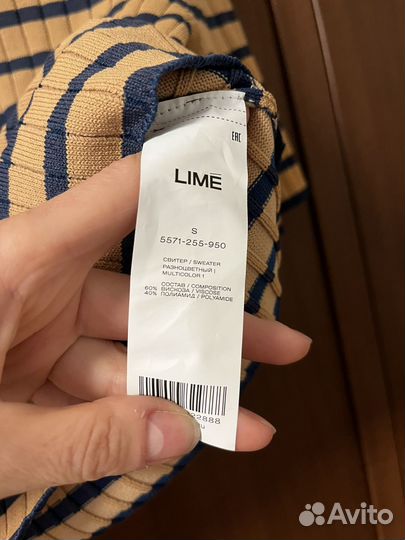 EAC
LIMĒ
S
5571-255-950
СВИТЕР / SWEATER
РАЗНОЦВЕТНЫЙ |
MULTICOLOR 1
СОСТАВ / COMPOSITION
60% ВИСКОЗА / VISCOSE
40% ПОЛИАМИД / POLYAMIDE
2888
Avito